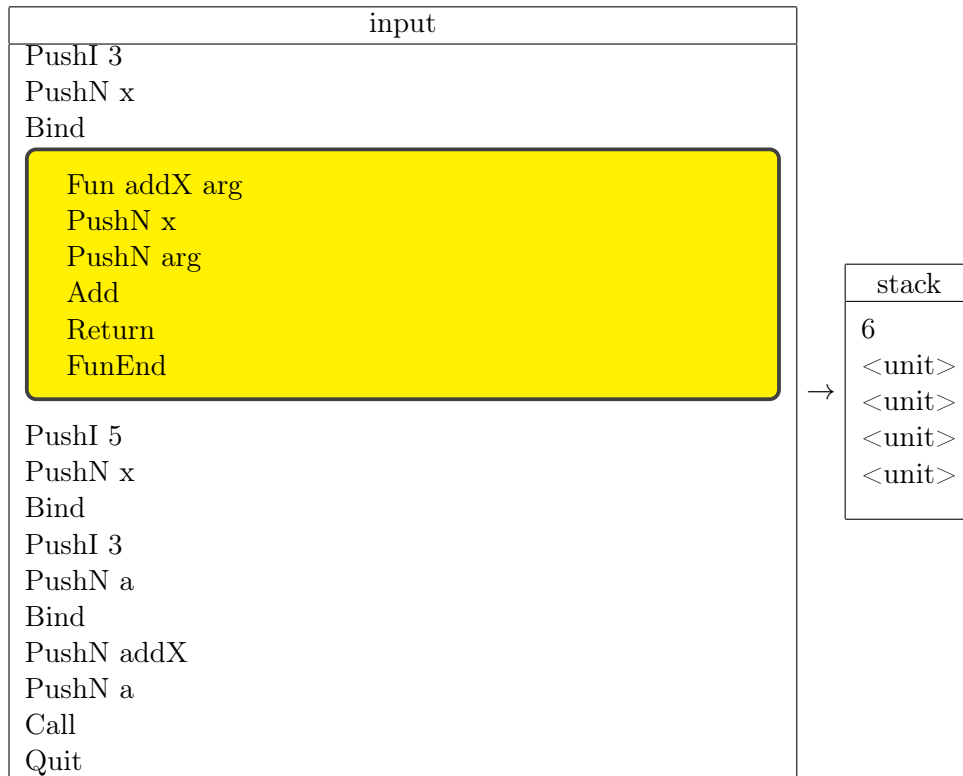 input
PushI 3
PushN x
Bind
Fun addX arg
PushN x
PushN arg
Add
Return
FunEnd
PushI 5
PushN x
Bind
PushI 3
PushN a
Bind
PushN addX
PushN a
Call
Quit
→
stack
6
<unit>
<unit>
<unit>
<unit>